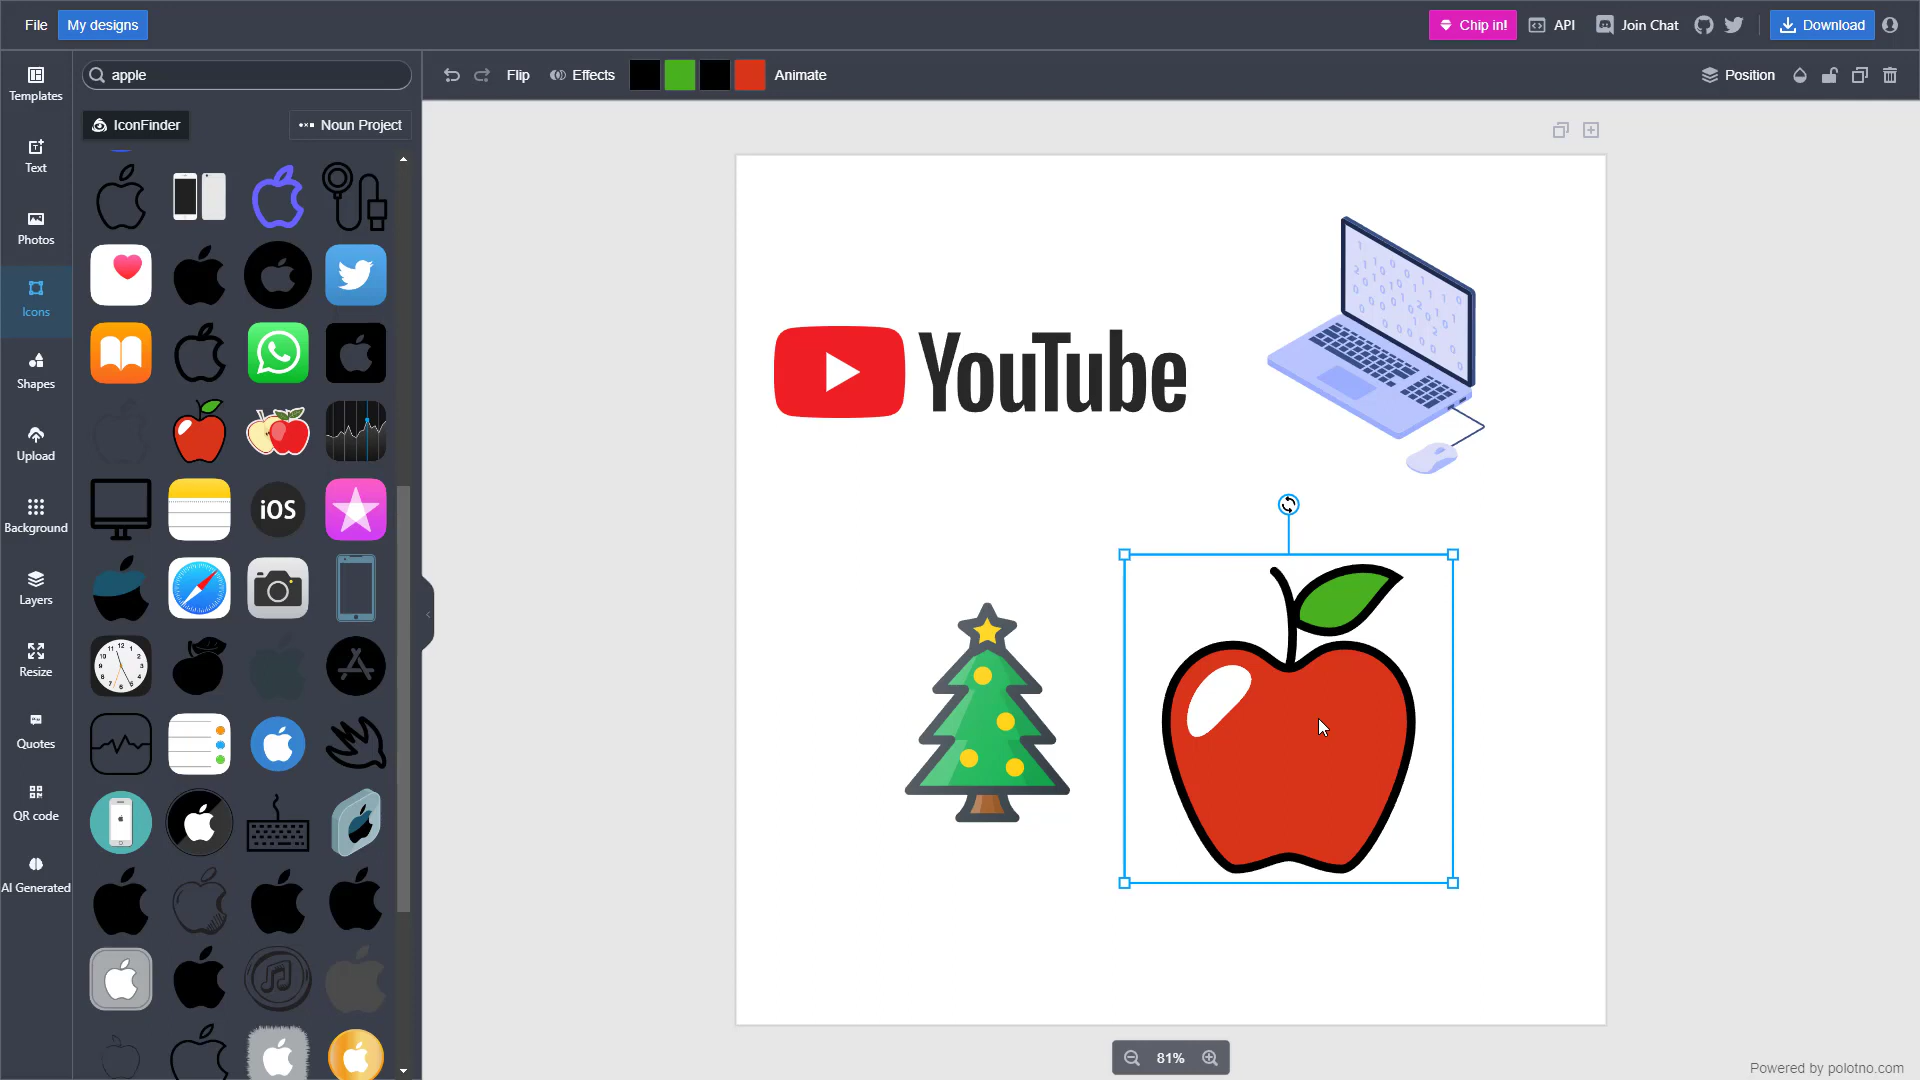 File
My designs
Chip in!
API
Join Chat
Download
Templates
Text
Photos
Icons
Shapes
Upload
Background
Layers
Resize
Quotes
QR code
AI Generated
apple
IconFinder
Noun Project
iOS
Flip
Effects
Animate
Position
YouTube
81%
Powered by polotno.com